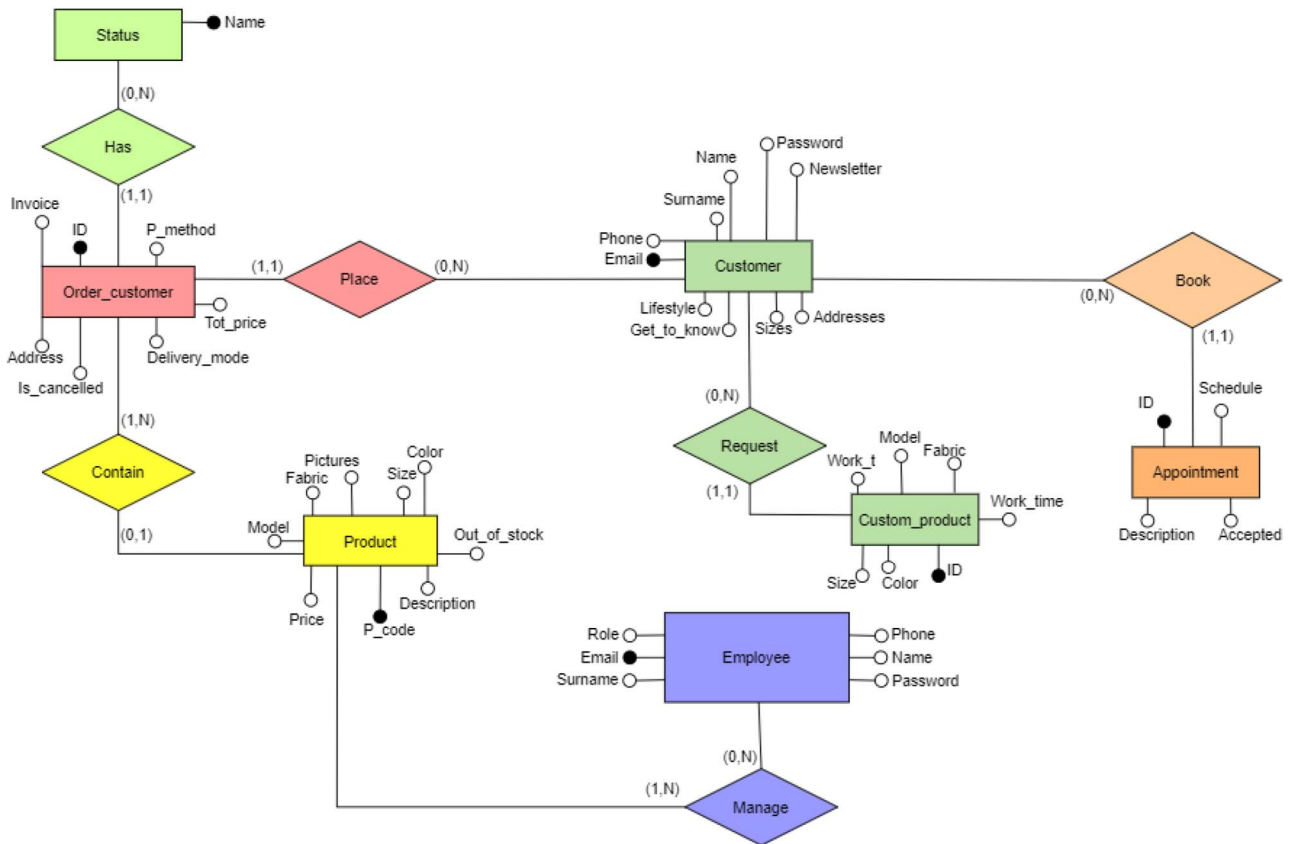 Status
Name
(0,N)
Has
(1,1)
Invoice
ID
P_method
Order_customer
Tot_price
Address
Is_cancelled
Delivery_mode
(1,1)
Place
(0,N)
Password
Name
Newsletter
Surname
Phone
Email
Customer
Lifestyle
Get_to_know
Sizes
Addresses
(0,N)
Book
(1,1)
ID
Schedule
Appointment
Description
Accepted
(0,N)
Request
(1,1)
Model
Work_t
Fabric
Custom_product
Work_time
Size
Color
ID
(1,N)
Contain
(0,1)
Color
Pictures
Size
Fabric
Model
Product
Out_of_stock
Price
Description
P_code
Role
Email
Surname
Employee
Phone
Name
Password
(0,N)
(1,N)
Manage